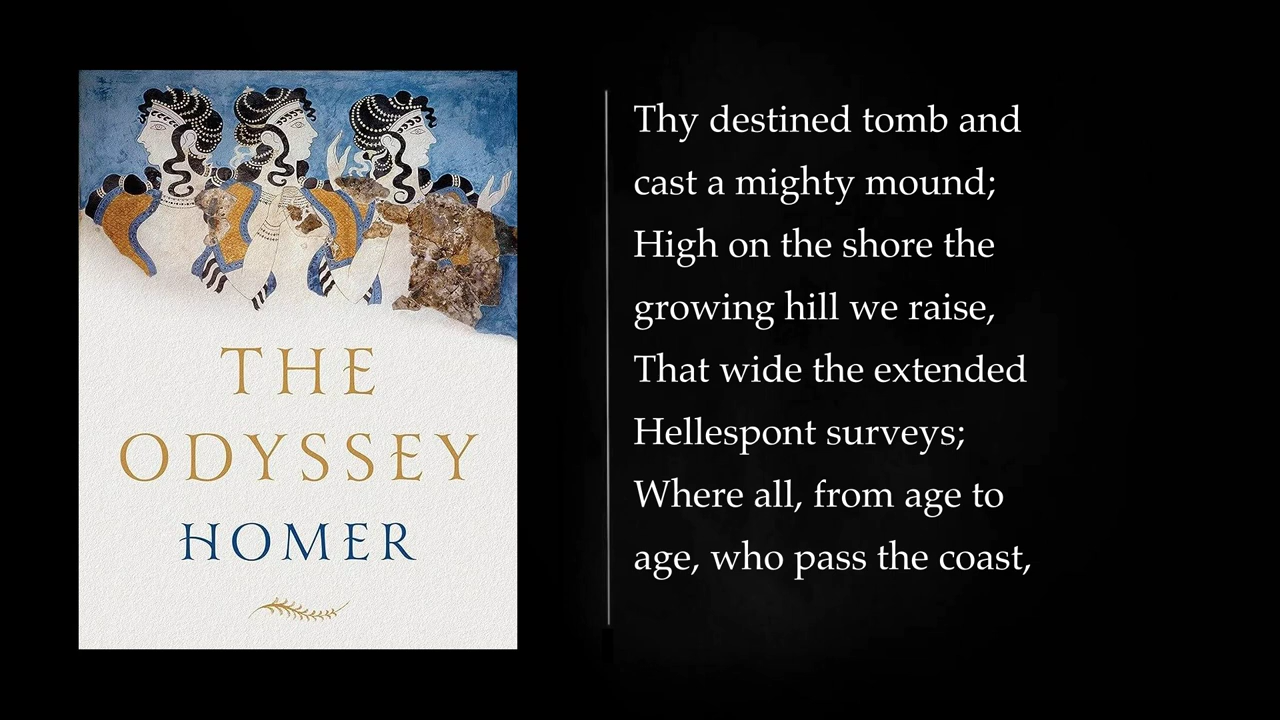 THE
ODYSSEY
HOMER
Thy destined tomb and
cast a mighty mound;
High on the shore the
growing hill we raise,
That wide the extended
Hellespont surveys;
Where all, from age to
age, who pass the coast,